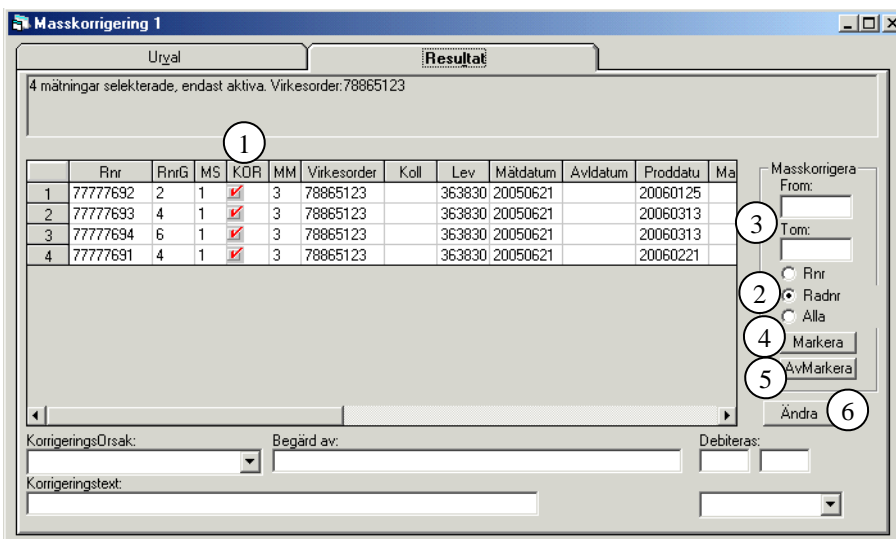 Masskorrigering 1
Urval
Resultat
4 mätningar selekterade, endast aktiva. Virkesorder:78865123
1
Rnr RnrG MS KOR MM Virkesorder Koll Lev Mätdatum Avldatum Proddatu Ma
1 77777692 2 1 3 78865123 363830 20050621 20060125
2 77777693 4 1 3 78865123 363830 20050621 20060313
3 77777694 6 1 3 78865123 363830 20050621 20060313
4 77777691 4 1 3 78865123 363830 20050621 20060221
Masskorrigera
From:
3
Tom:
Rnr
2
Radnr
Alla
4
Markera
5
AvMarkera
Ändra
6
KorrigeringsOrsak:
Begärd av:
Debiteras:
Korrigeringstext: